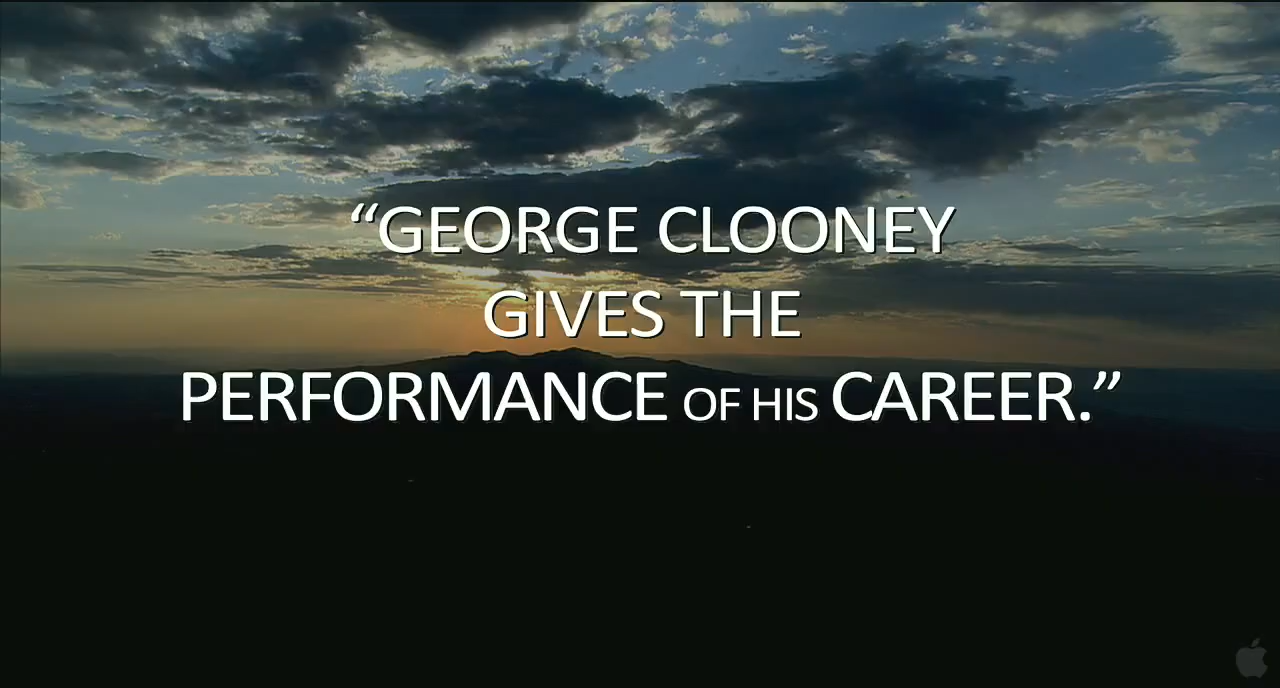 “GEORGE CLOONEY
GIVES THE
PERFORMANCE OF HIS CAREER.”